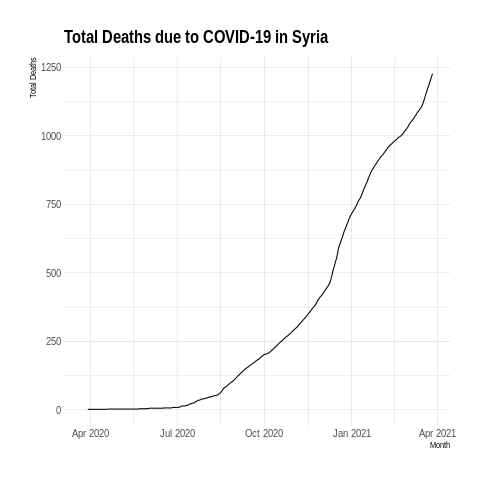 Total Deaths due to COVID-19 in Syria
Total Deaths
1250
1000
750
500
250
0
Apr 2020 Jul 2020 Oct 2020 Jan 2021 Apr 2021
Month